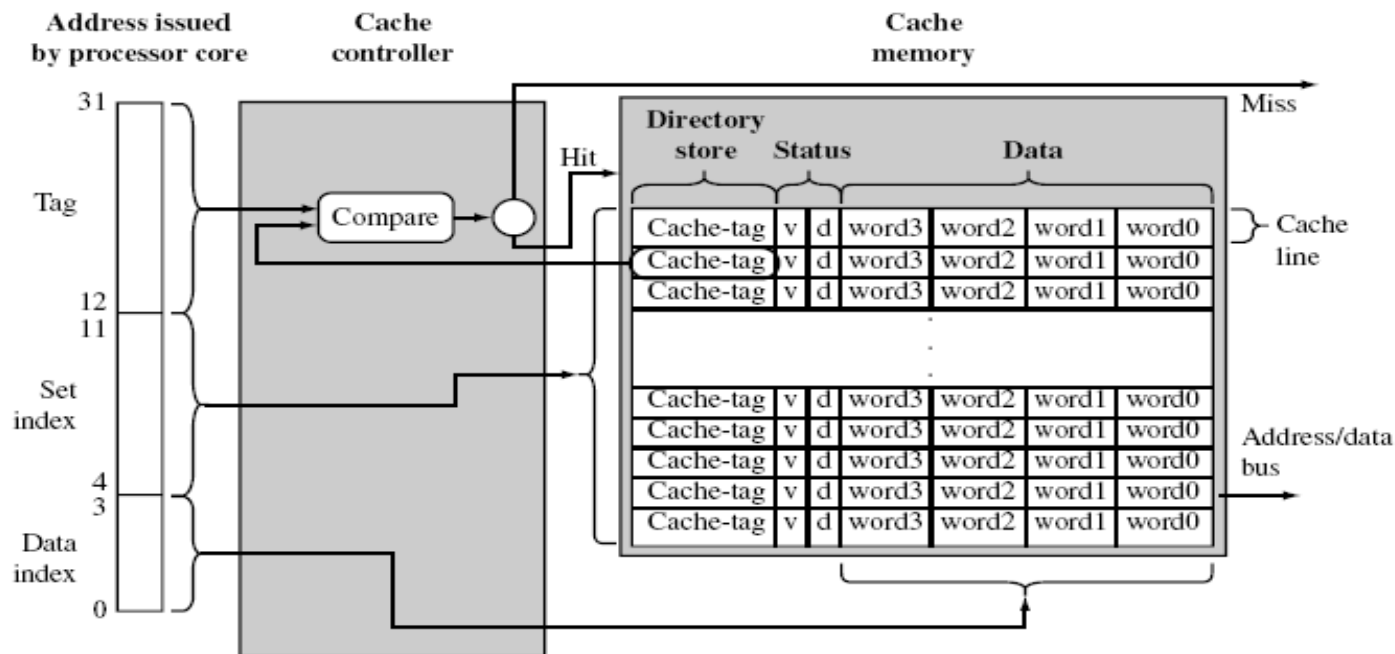 Address issued
by processor core
Cache
controller
Cache
memory
31
Miss
Directory
store
Status
Data
Hit
Tag
Compare
Cache-tag v d word3 word2 word1 word0
Cache
line
Cache-tag v d word3 word2 word1 word0
Cache-tag v d word3 word2 word1 word0
12
11
.
.
Set
index
Cache-tag v d word3 word2 word1 word0
Cache-tag v d word3 word2 word1 word0
Cache-tag v d word3 word2 word1 word0
Cache-tag v d word3 word2 word1 word0
Cache-tag v d word3 word2 word1 word0
Address/data
bus
4
3
Data
index
0